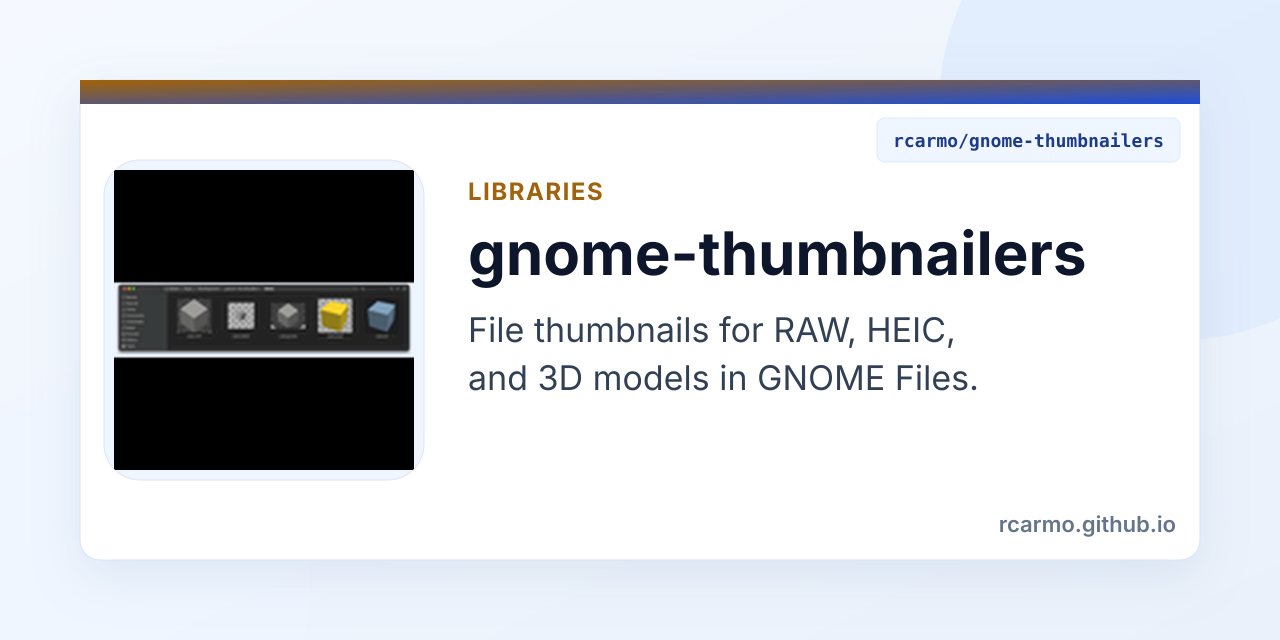 rcarmo/gnome-thumbnailers
LIBRARIES
gnome-thumbnailers
File thumbnails for RAW, HEIC,
and 3D models in GNOME Files.
rcarmo.github.io